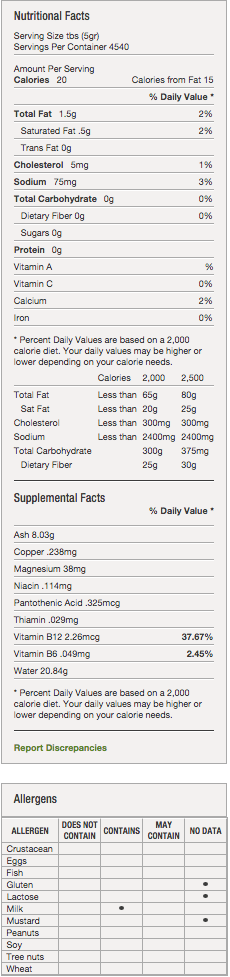 Nutritional Facts
Serving Size tbs (5gr)
Servings Per Container 4540
Amount Per Serving
Calories 20 Calories from Fat 15
% Daily Value *
Total Fat 1.5g 2%
Saturated Fat .5g 2%
Trans Fat 0g
Cholesterol 5mg 1%
Sodium 75mg 3%
Total Carbohydrate 0g 0%
Dietary Fiber 0g 0%
Sugars 0g
Protein 0g
Vitamin A %
Vitamin C 0%
Calcium 2%
Iron 0%
* Percent Daily Values are based on a 2,000
calorie diet. Your daily values may be higher or
lower depending on your calorie needs.
Calories 2,000 2,500
Total Fat Less than 65g 80g
Sat Fat Less than 20g 25g
Cholesterol Less than 300mg 300mg
Sodium Less than 2400mg 2400mg
Total Carbohydrate 300g 375mg
Dietary Fiber 25g 30g
Supplemental Facts
% Daily Value *
Ash 8.03g
Copper .238mg
Magnesium 38mg
Niacin .114mg
Pantothenic Acid .325mcg
Thiamin .029mg
Vitamin B12 2.26mcg 37.67%
Vitamin B6 .049mg 2.45%
Water 20.84g
* Percent Daily Values are based on a 2,000
calorie diet. Your daily values may be higher or
lower depending on your calorie needs.
Report Discrepancies
Allergens
ALLERGEN DOES NOT CONTAIN CONTAINS MAY CONTAIN NO DATA
Crustacean
Eggs
Fish
Gluten •
Lactose •
Milk •
Mustard •
Peanuts
Soy
Tree nuts
Wheat